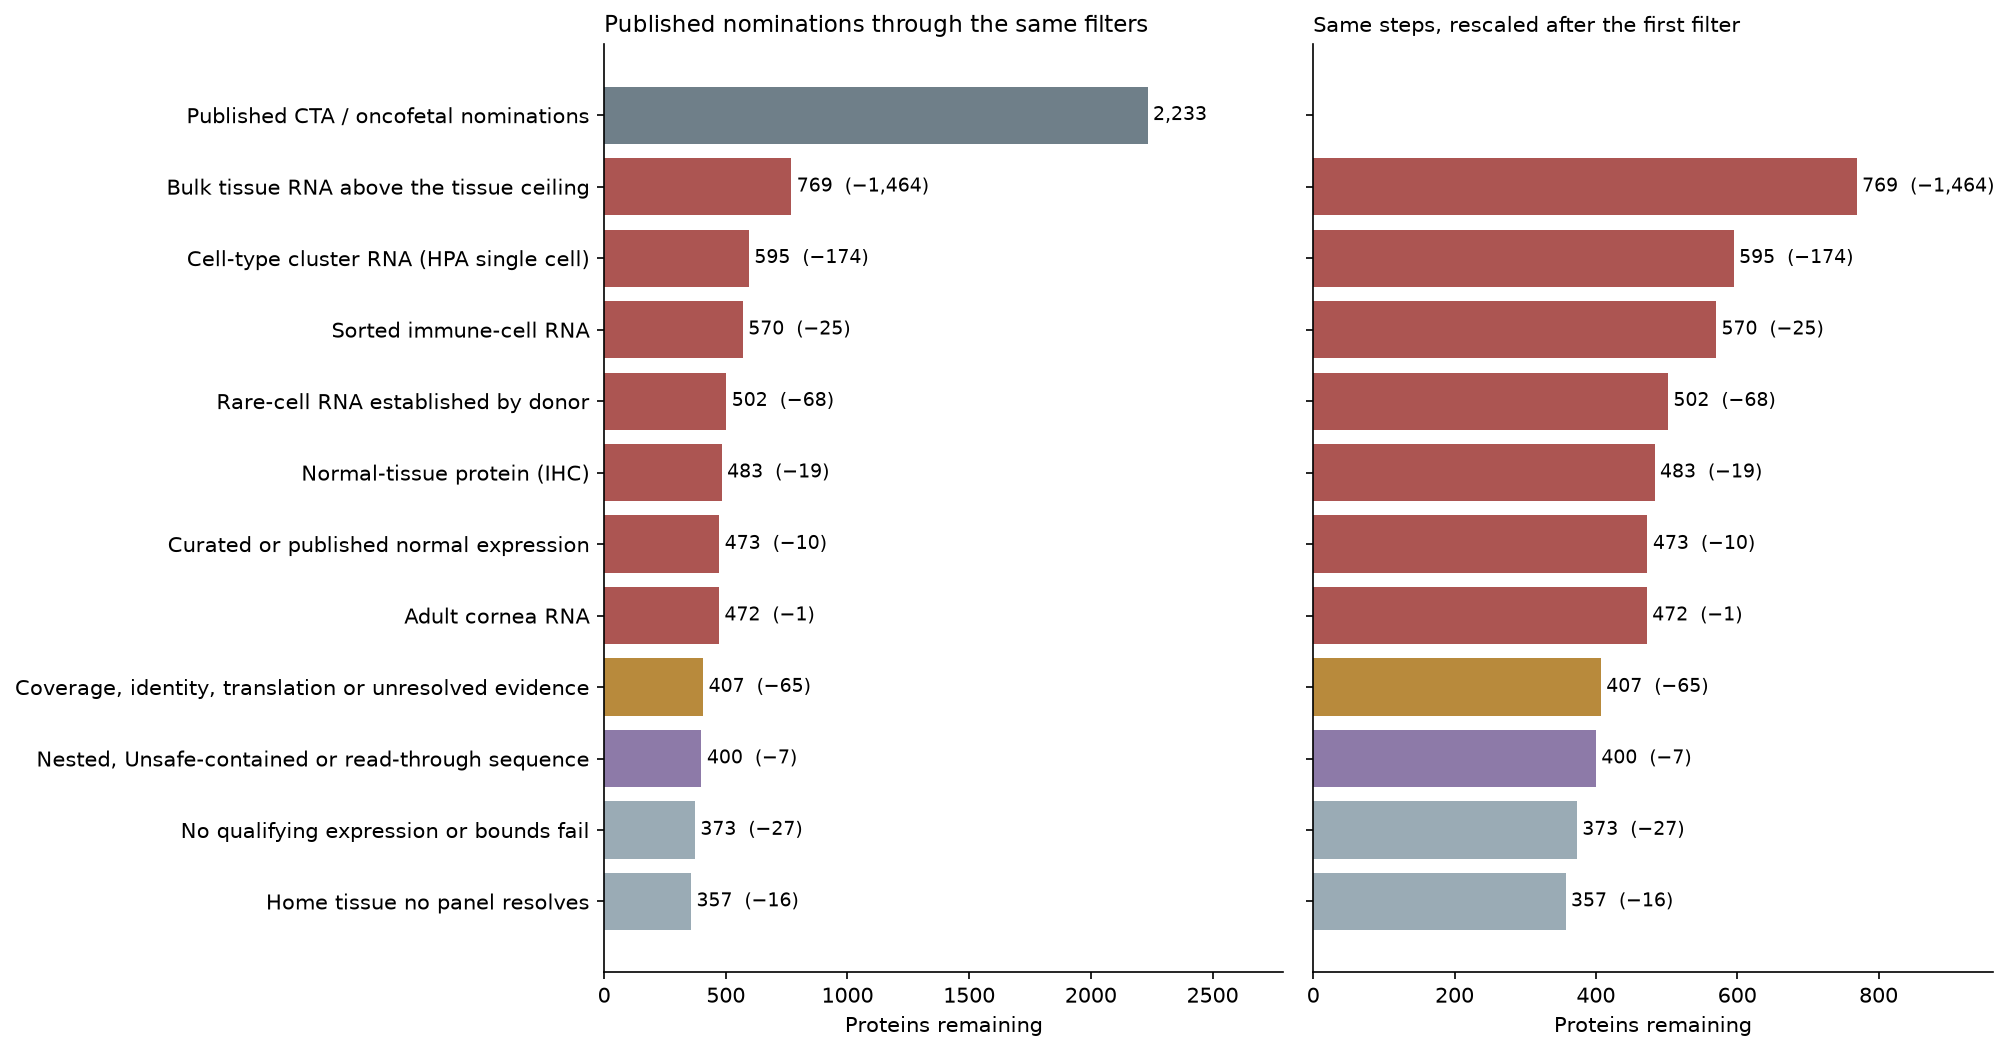 Published nominations through the same filters
Published CTA / oncofetal nominations 2,233
Bulk tissue RNA above the tissue ceiling 769 (−1,464)
Cell-type cluster RNA (HPA single cell) 595 (−174)
Sorted immune-cell RNA 570 (−25)
Rare-cell RNA established by donor 502 (−68)
Normal-tissue protein (IHC) 483 (−19)
Curated or published normal expression 473 (−10)
Adult cornea RNA 472 (−1)
Coverage, identity, translation or unresolved evidence 407 (−65)
Nested, Unsafe-contained or read-through sequence 400 (−7)
No qualifying expression or bounds fail 373 (−27)
Home tissue no panel resolves 357 (−16)
0 500 1000 1500 2000 2500
Proteins remaining
Same steps, rescaled after the first filter
769 (−1,464)
595 (−174)
570 (−25)
502 (−68)
483 (−19)
473 (−10)
472 (−1)
407 (−65)
400 (−7)
373 (−27)
357 (−16)
0 200 400 600 800
Proteins remaining